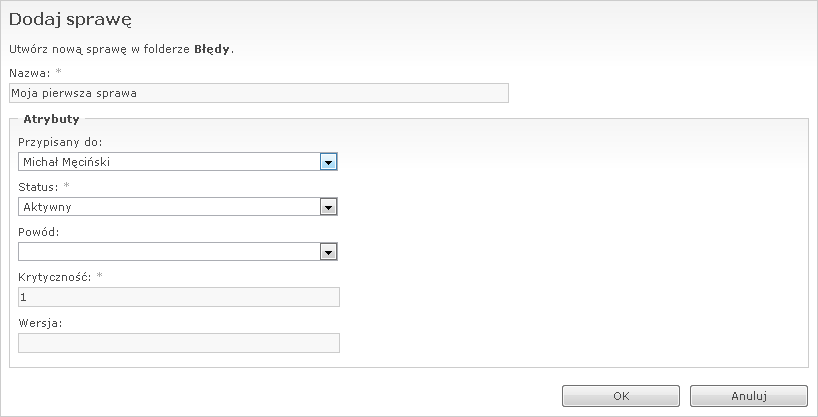 Dodaj sprawę
Utwórz nową sprawę w folderze Błędy.
Nazwa: *
Moja pierwsza sprawa
Atrybuty
Przypisany do:
Michał Męciński
Status: *
Aktywny
Powód:
Krytyczność: *
1
Wersja:
OK Anuluj